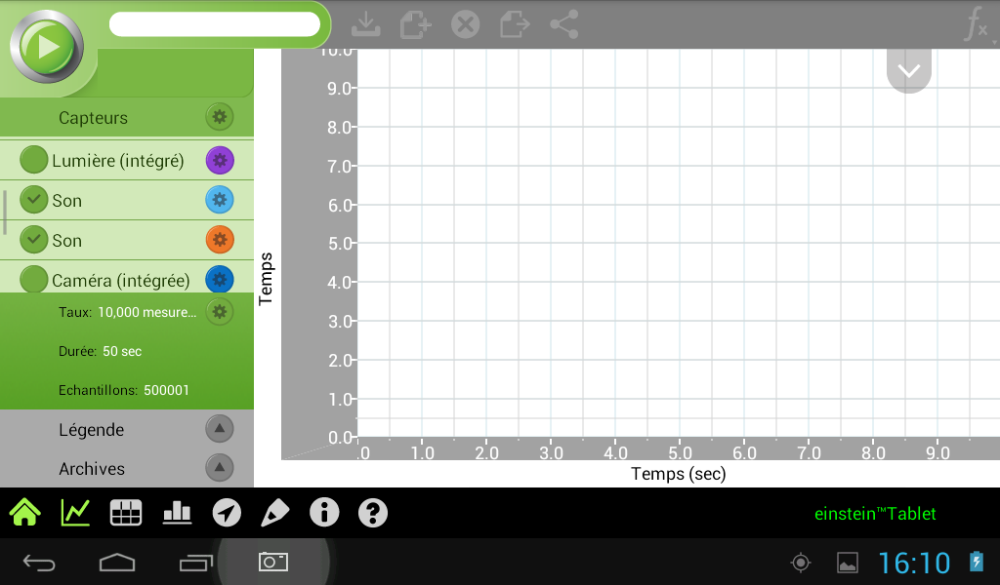 fx
Capteurs
Lumière (intégré)
Son
Son
Caméra (intégrée)
Taux: 10,000 mesure...
Durée: 50 sec
Echantillons: 500001
Légende
Archives
Temps
10.0
9.0
8.0
7.0
6.0
5.0
4.0
3.0
2.0
1.0
0.0
.0 1.0 2.0 3.0 4.0 5.0 6.0 7.0 8.0 9.0
Temps (sec)
einstein™Tablet
16:10